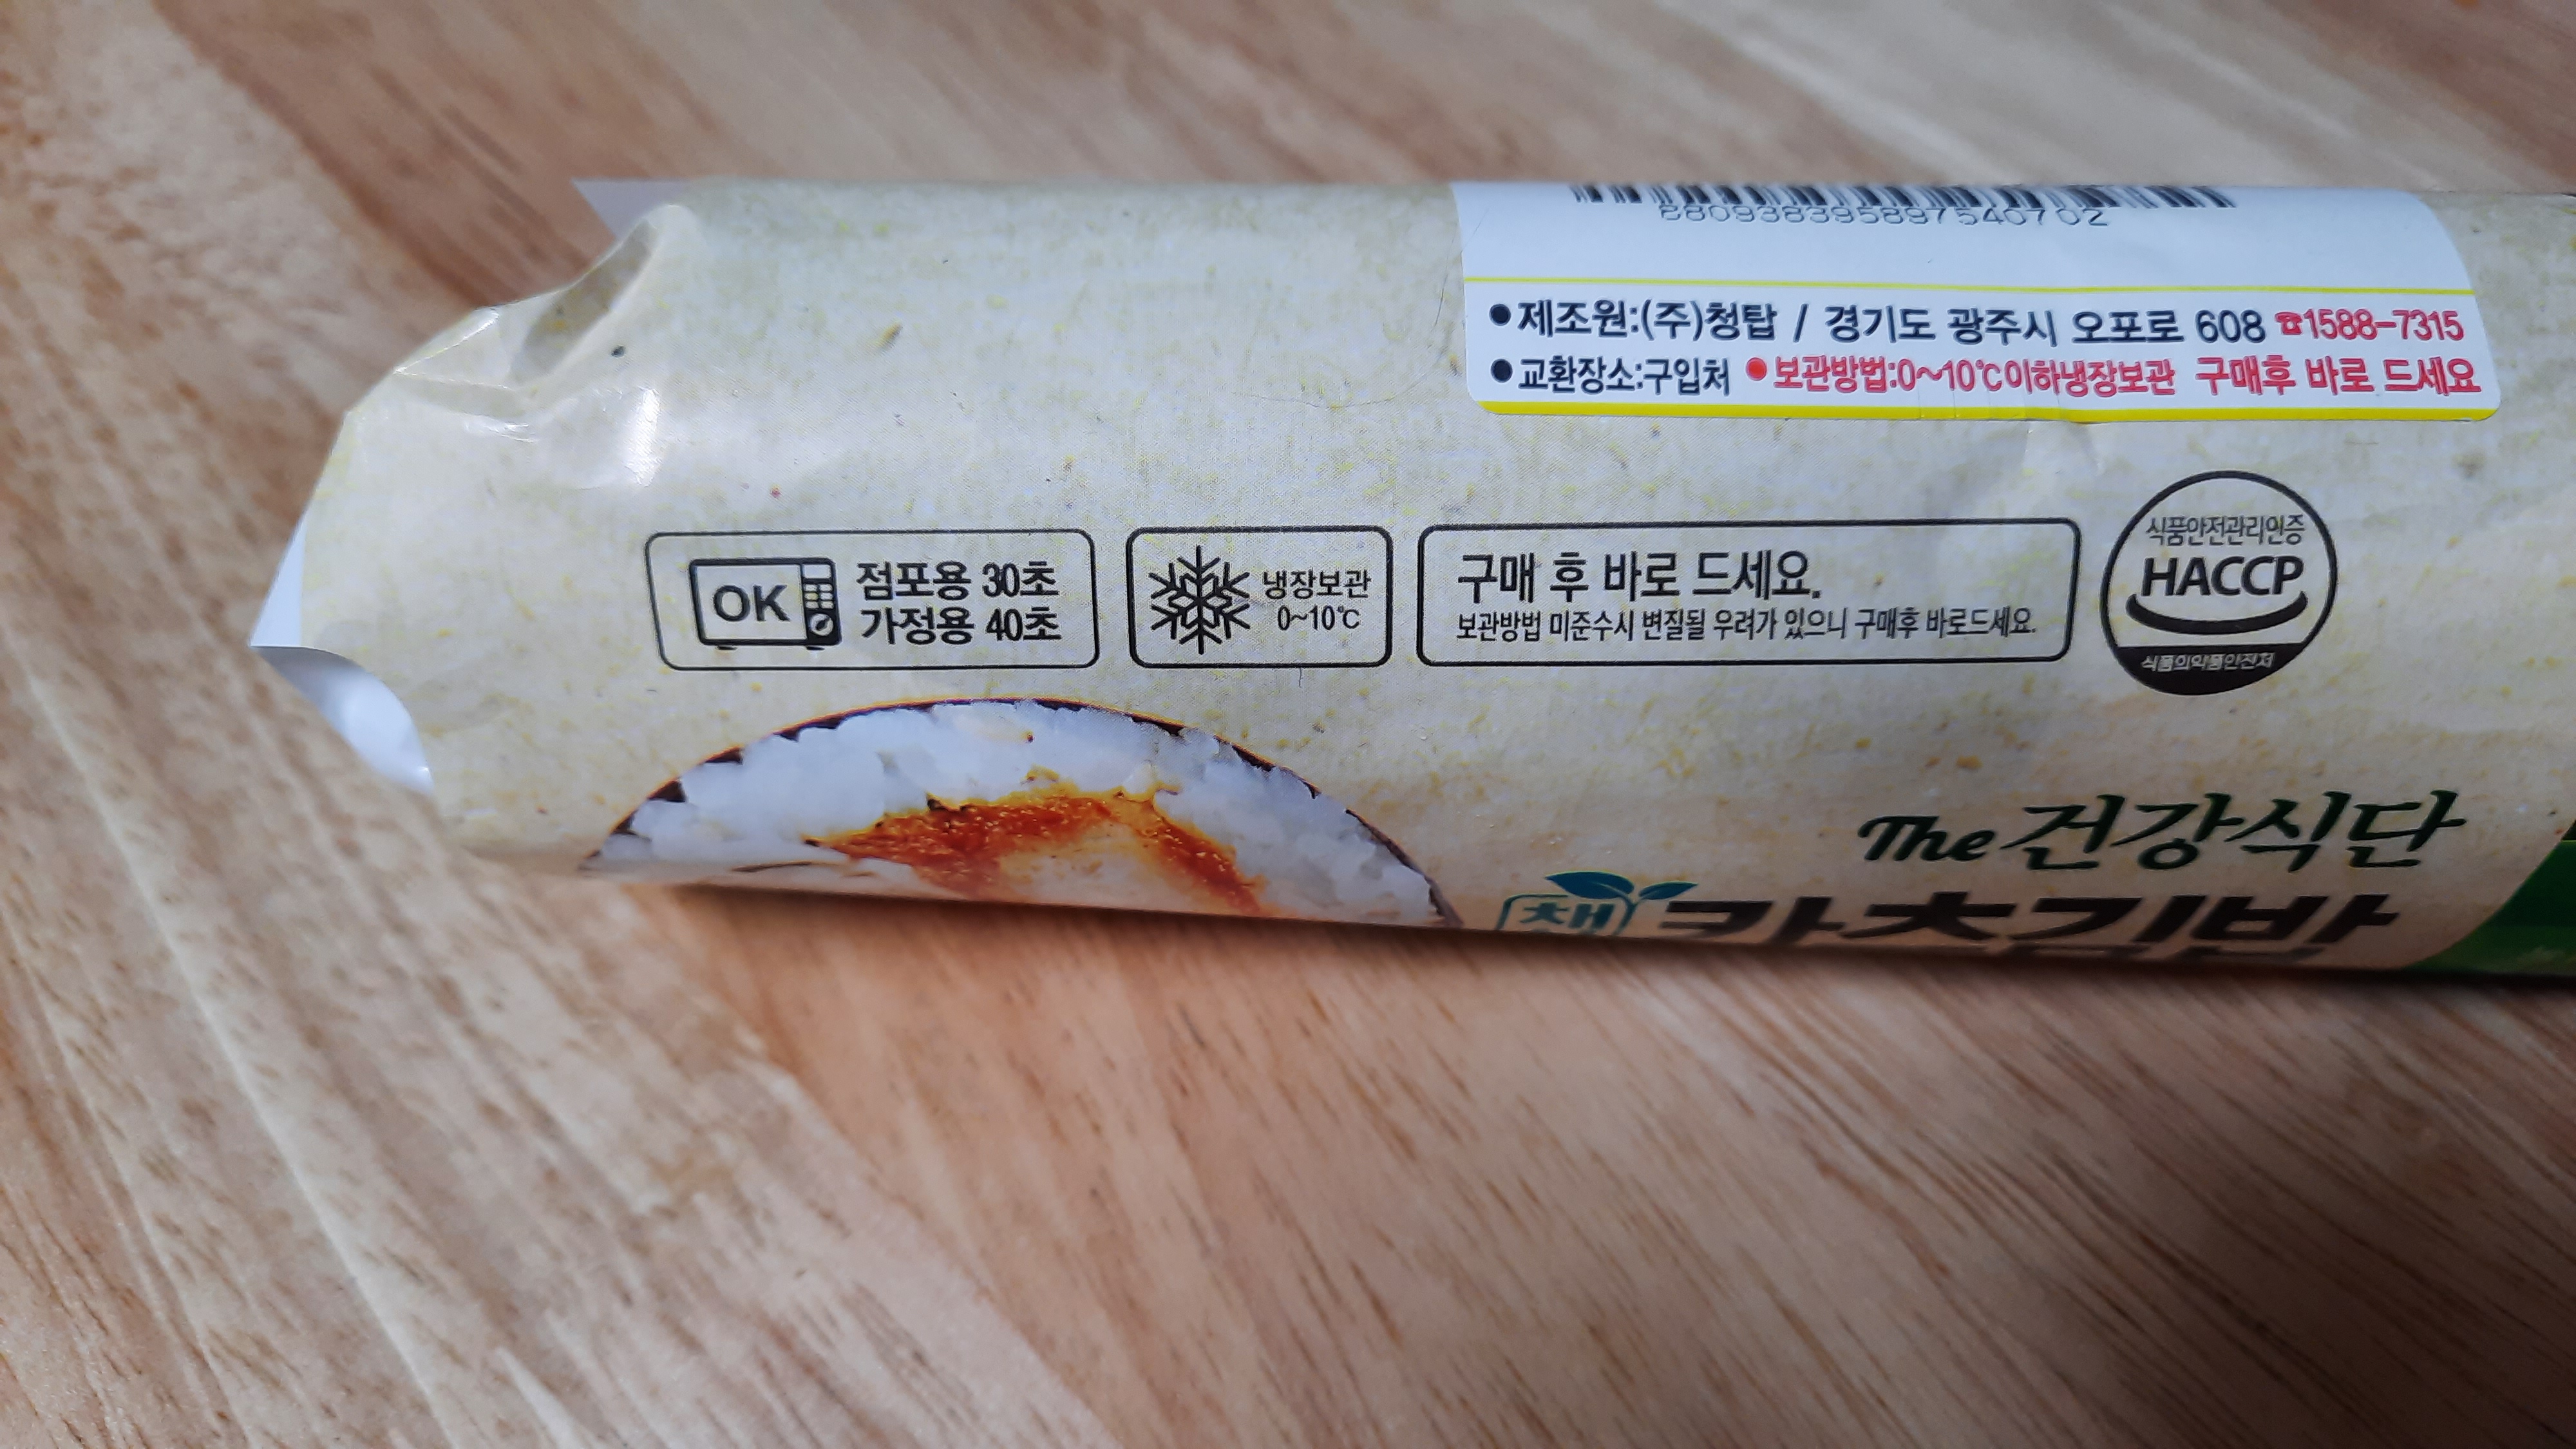 8809383958975407 02
●제조원:(주)청탑 / 경기도 광주시 오포로 608 ☎1588-7315
●교환장소:구입처 ●보관방법:0~10℃이하냉장보관 구매후 바로 드세요
OK 점포용 30초
가정용 40초
냉장보관
0~10℃
구매 후 바로 드세요.
보관방법 미준수시 변질될 우려가 있으니 구매후 바로드세요.
식품안전관리인증
HACCP
식품의약품안전처
The 건강식단
챔 김밥